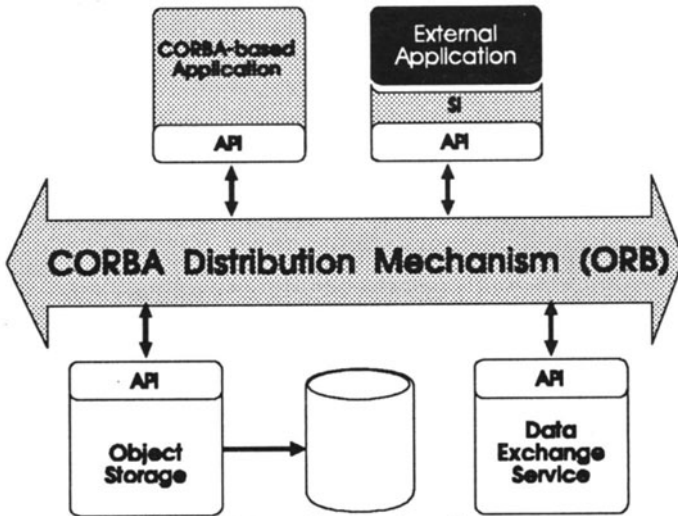 CORBA-based
Application
API
External
Application
SI
API
CORBA Distribution Mechanism (ORB)
API
Object
Storage
API
Data
Exchange
Service